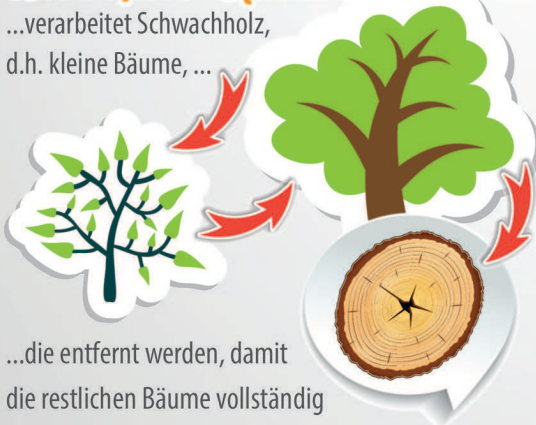 ...verarbeitet Schwachholz,
d.h. kleine Bäume, ...
...die entfernt werden, damit
die restlichen Bäume vollständig